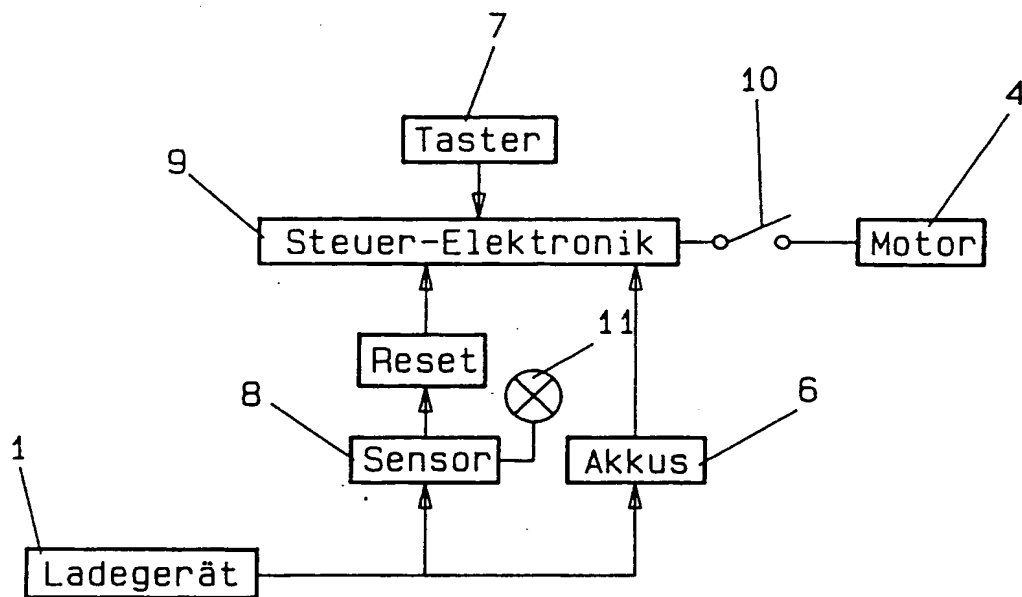 7
10
4
Taster
9
Steuer-Elektronik
Motor
11
Reset
8
6
1
Sensor
Akkus
Ladegerät